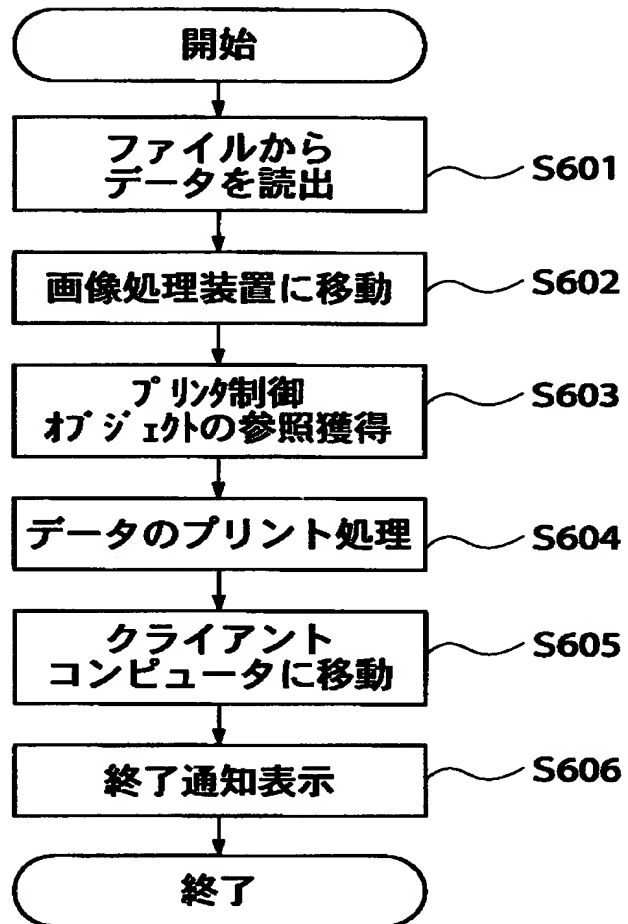 開始
ファイルから
データを読出
S601
画像処理装置に移動
S602
プリンタ制御
オブジェクトの参照獲得
S603
データのプリント処理
S604
クライアント
コンピュータに移動
S605
終了通知表示
S606
終了